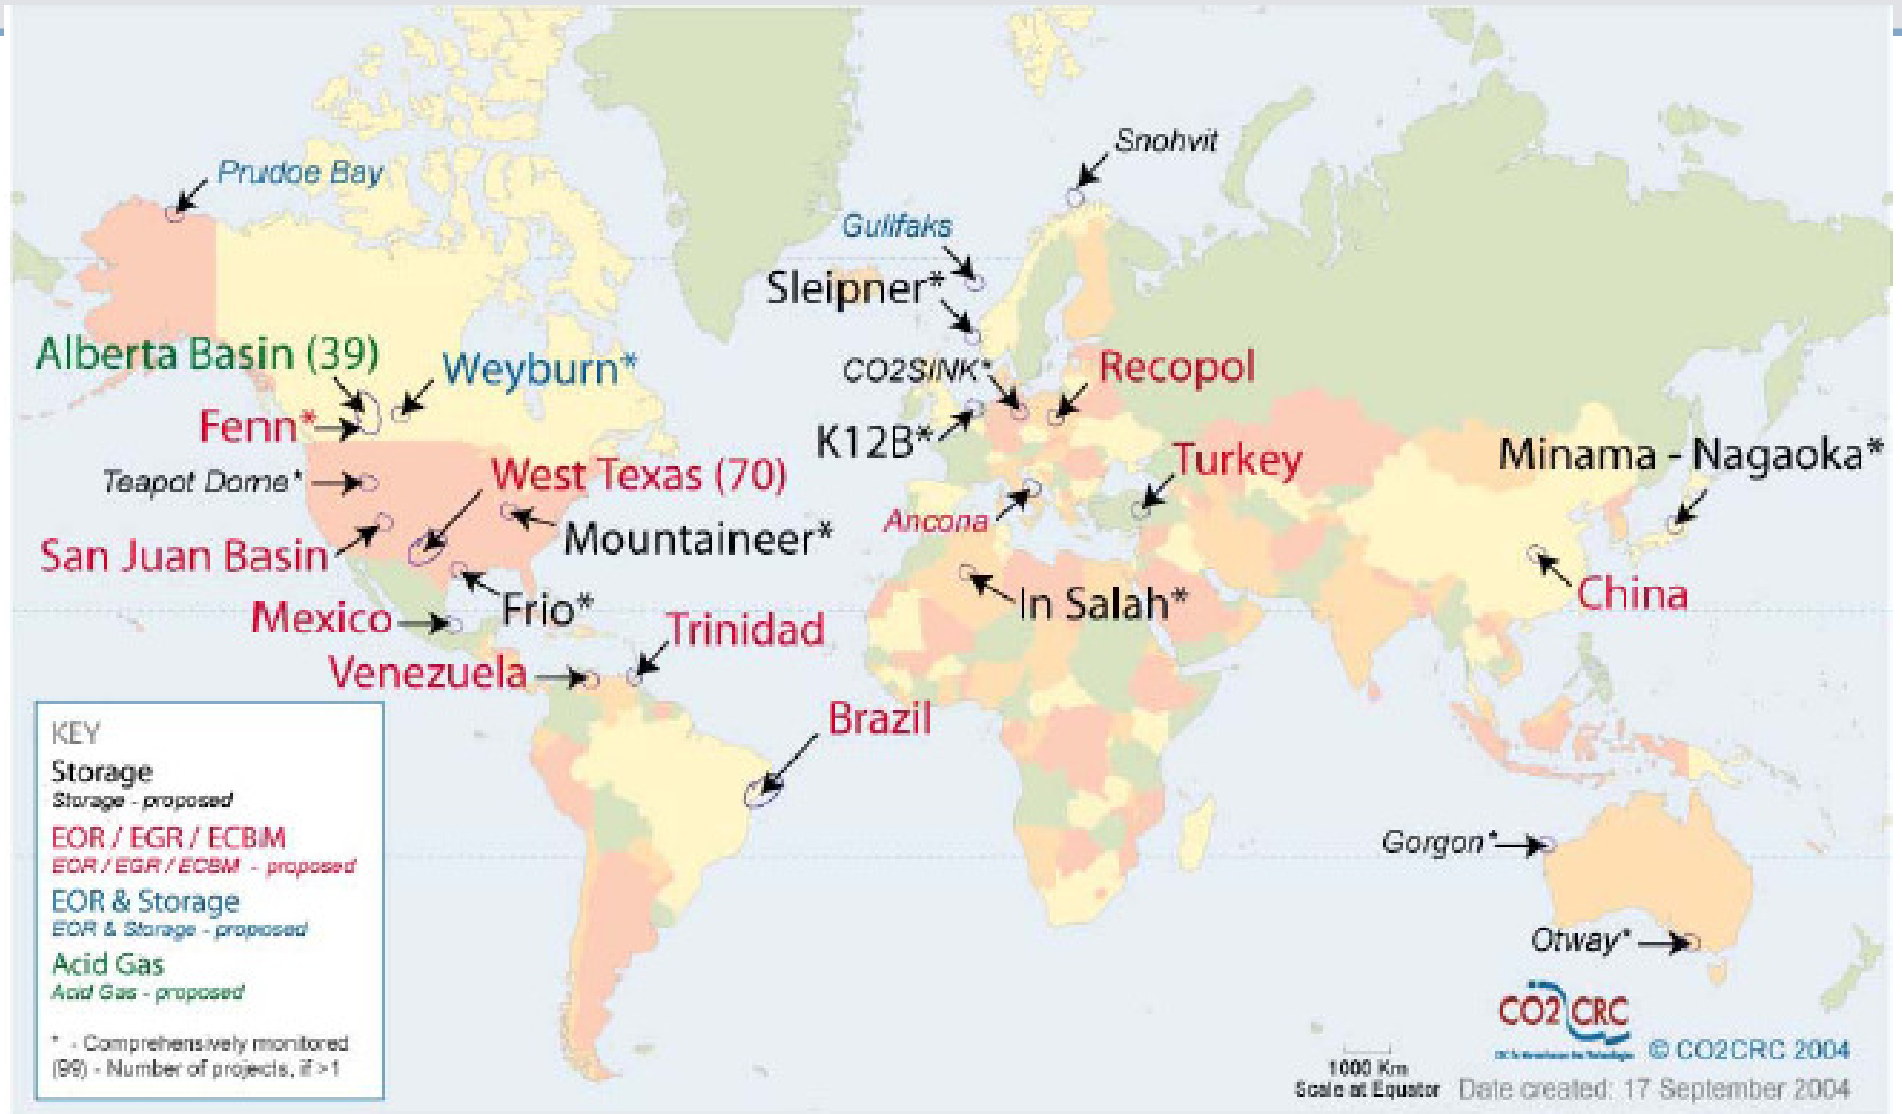 Snohvit
Prudoe Bay
Gullfaks
Sleipner*
Alberta Basin (39)
Weyburn*
CO2SINK*
Recopol
Fenn*
K12B*
Minama - Nagaoka*
Turkey
Teapot Dome*
West Texas (70)
Ancona
Mountaineer*
San Juan Basin
China
In Salah*
Frio*
Mexico
Trinidad
Venezuela
Brazil
KEY
Storage
Storage - proposed
EOR / EGR / ECBM
EOR / EGR / ECBM - proposed
EOR & Storage
EOR & Storage - proposed
Acid Gas
Acid Gas - proposed
* - Comprehensively monitored
(99) - Number of projects, if >1
Gorgon*
Otway*
CO2 CRC
© CO2CRC 2004
1000 Km
Scale at Equator
Date created: 17 September 2004